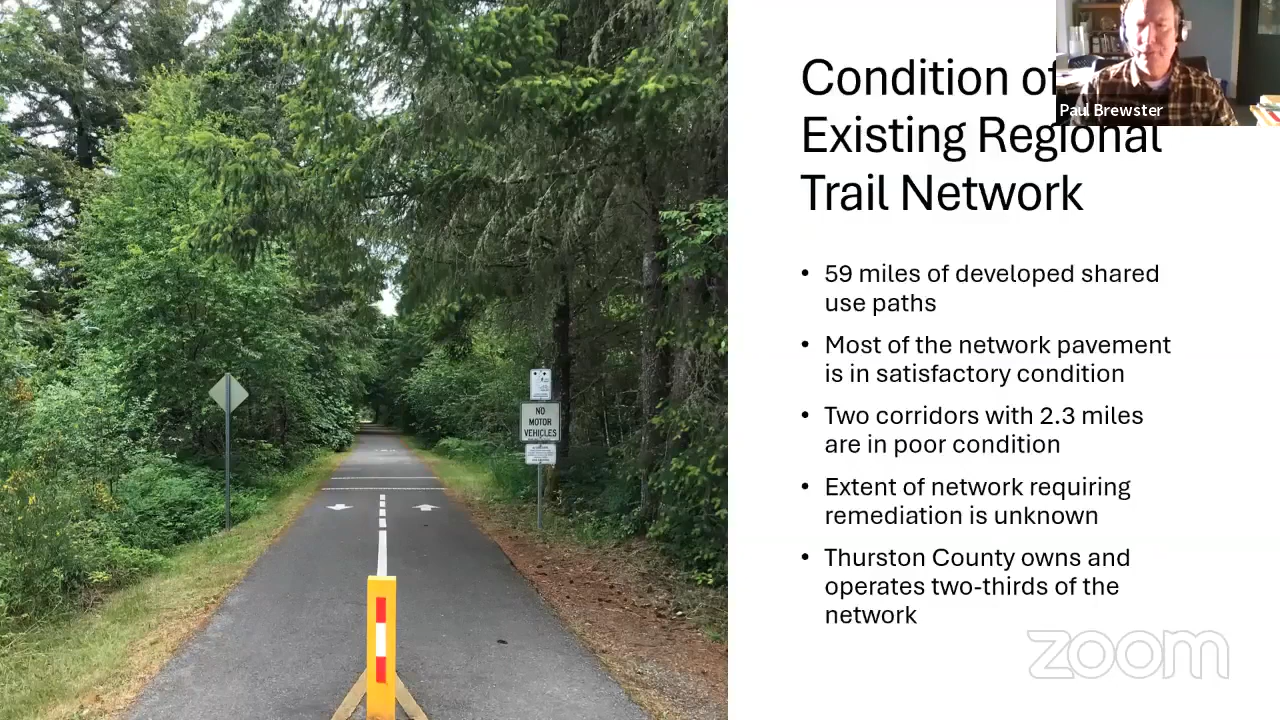 Condition of
Existing Regional
Trail Network
Paul Brewster
• 59 miles of developed shared
use paths
• Most of the network pavement
is in satisfactory condition
• Two corridors with 2.3 miles
are in poor condition
• Extent of network requiring
remediation is unknown
• Thurston County owns and
operates two-thirds of the
network
NO
MOTOR
VEHICLES
zoom